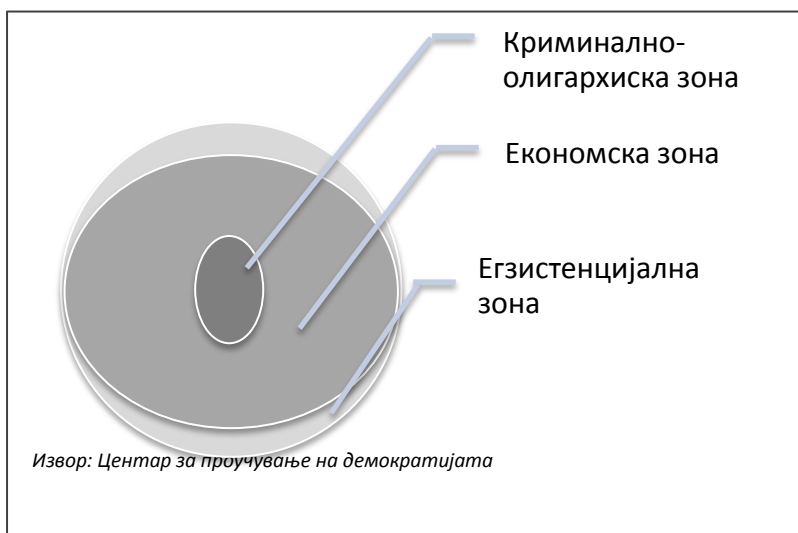 Криминално-
олигархиска зона
Економска зона
Егзистенцијална
зона
Извор: Центар за проучување на демократијата